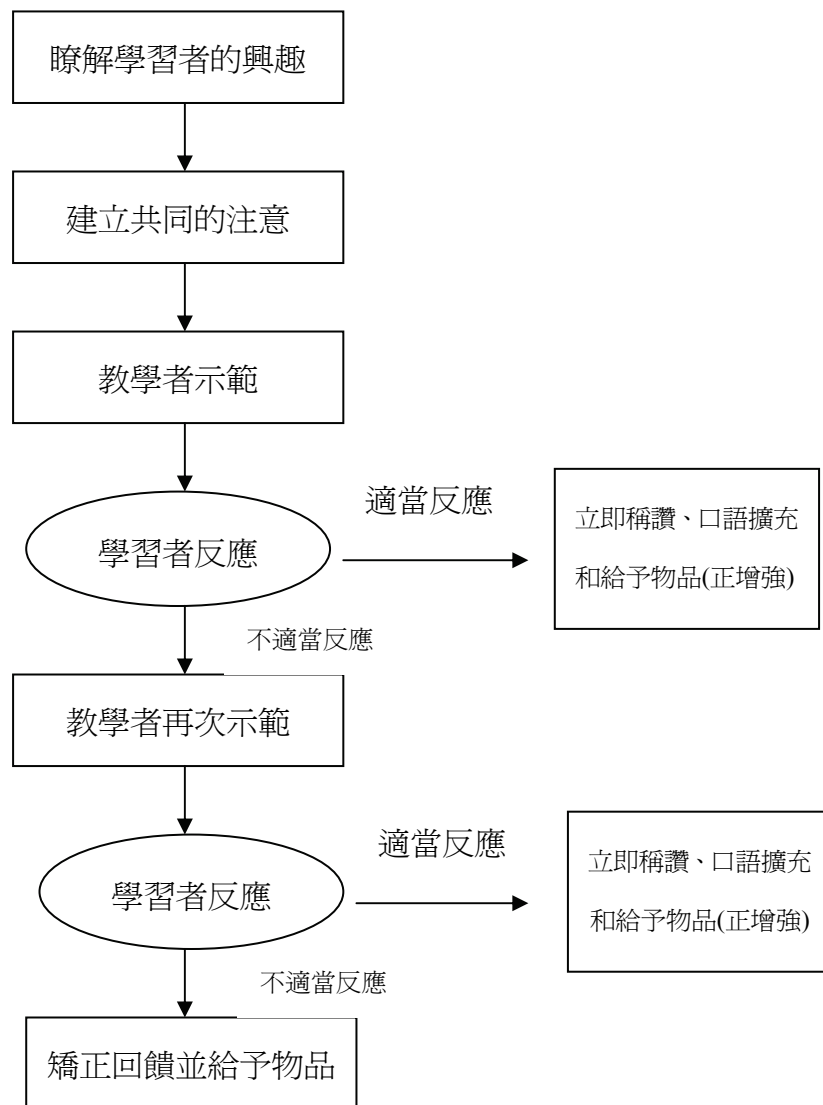 瞭解學習者的興趣
建立共同的注意
教學者示範
學習者反應
適當反應
立即稱讚、口語擴充
和給予物品(正增強)
不適當反應
教學者再次示範
學習者反應
適當反應
立即稱讚、口語擴充
和給予物品(正增強)
不適當反應
矯正回饋並給予物品